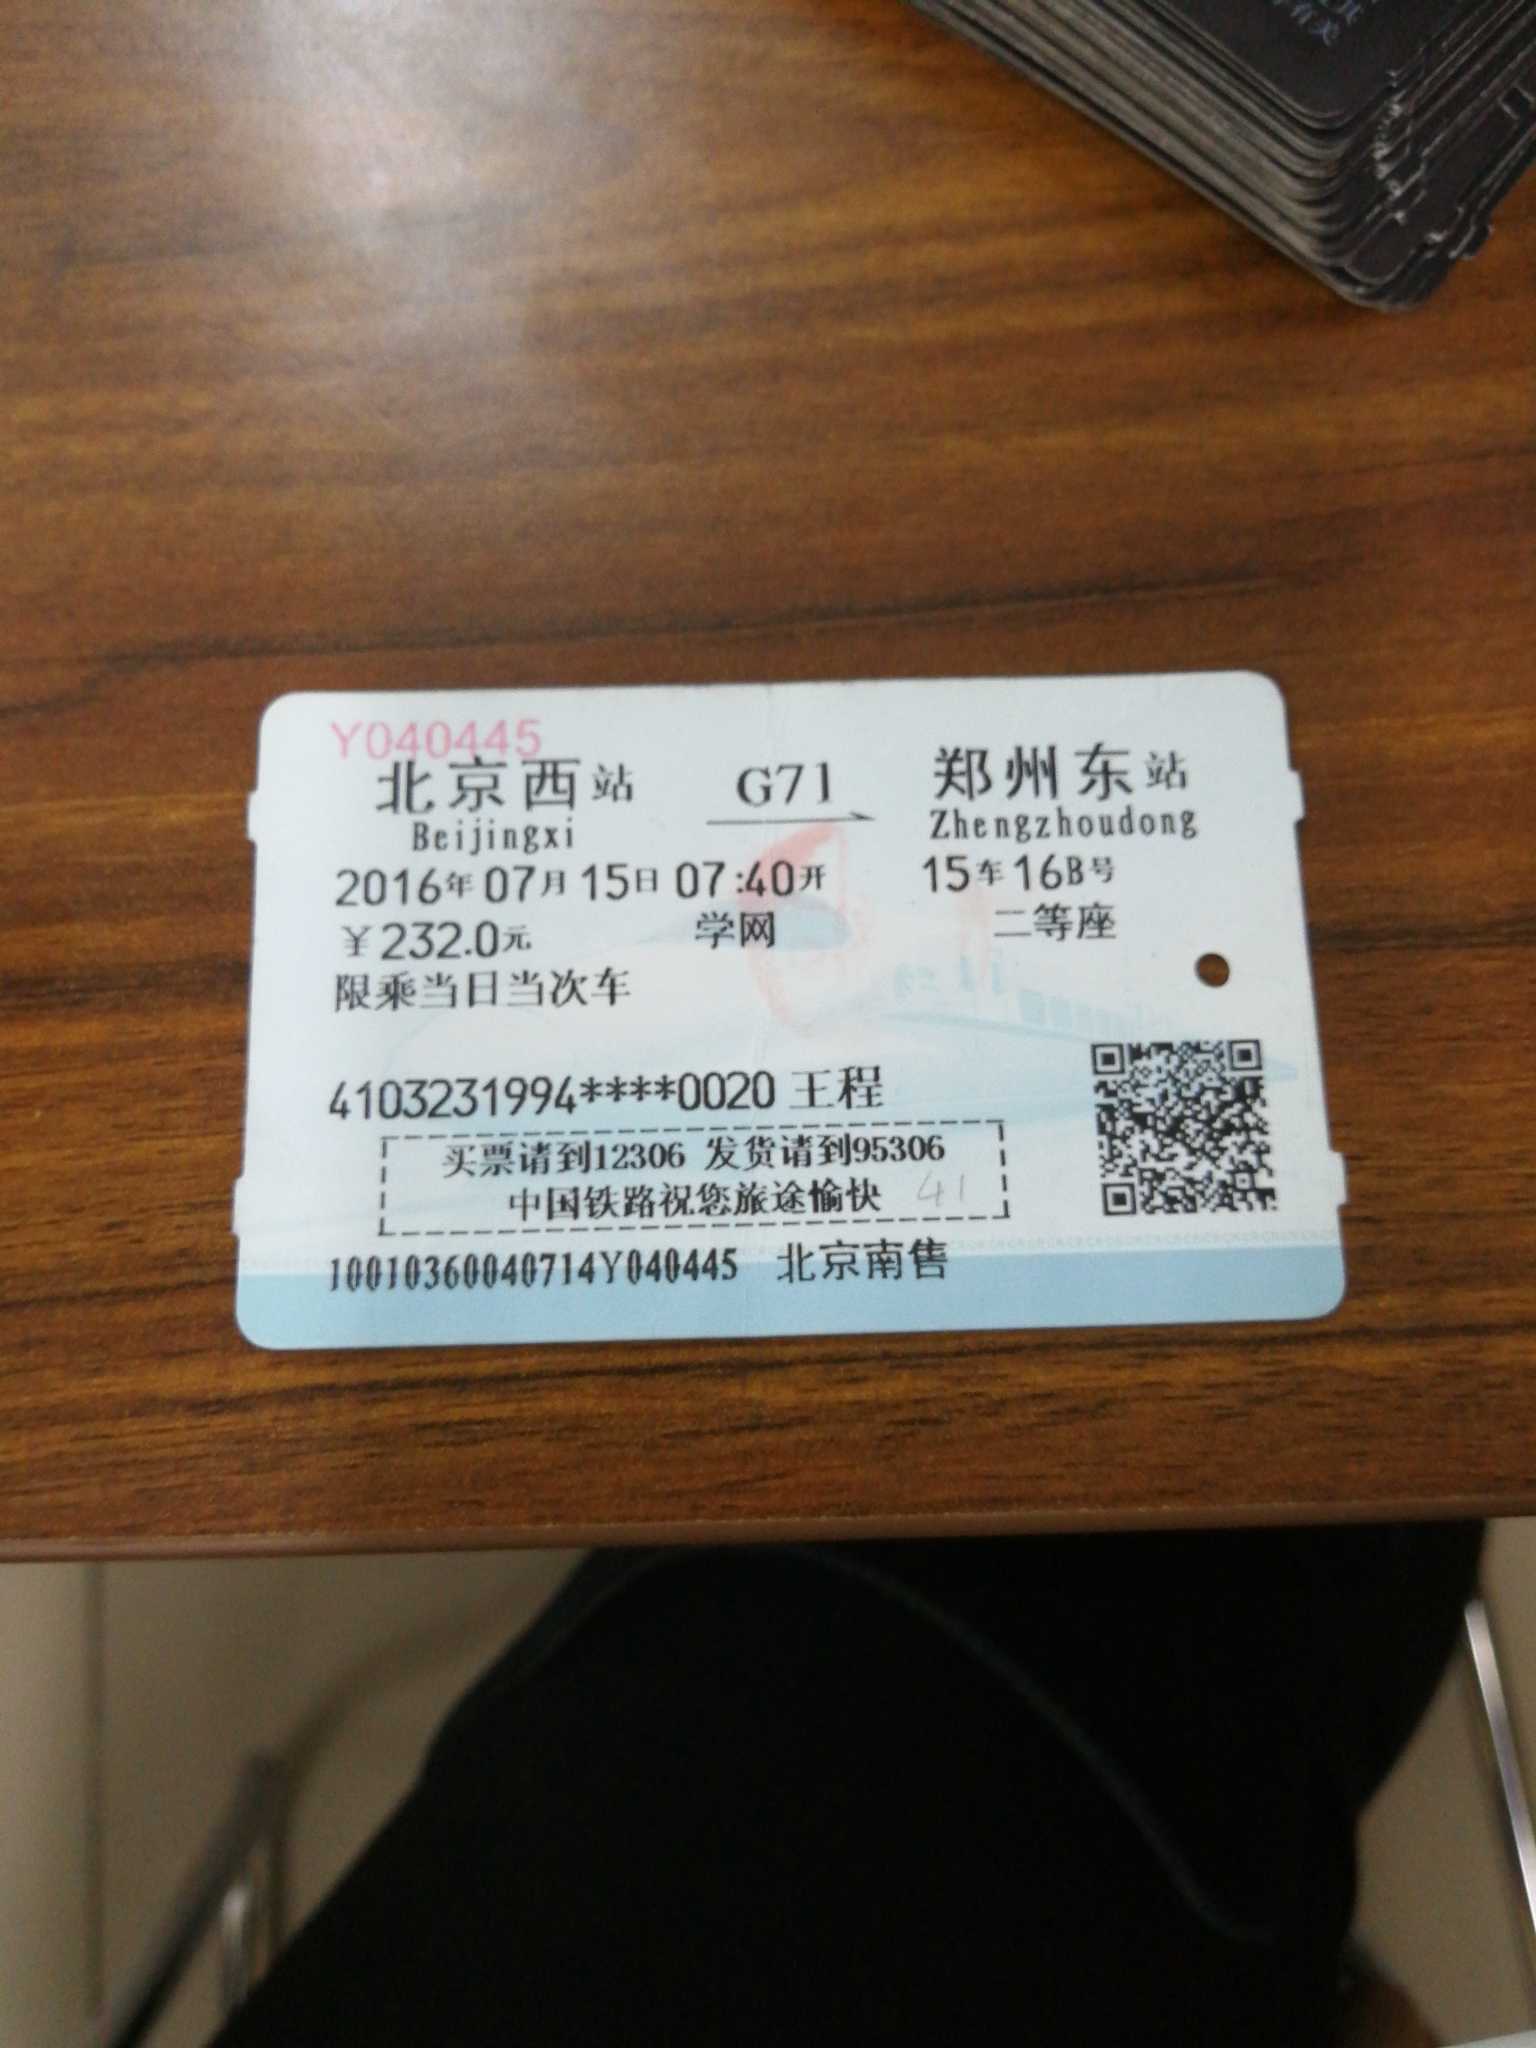 Y040445
北京西站 G71 郑州东站
Beijingxi Zhengzhoudong
2016年07月15日07:40开 15车16B号
￥232.0元 学网 二等座
限乘当日当次车
4103231994****0020王程
买票请到12306 发货请到95306
中国铁路祝您旅途愉快 41
10010360040714Y040445 北京南售